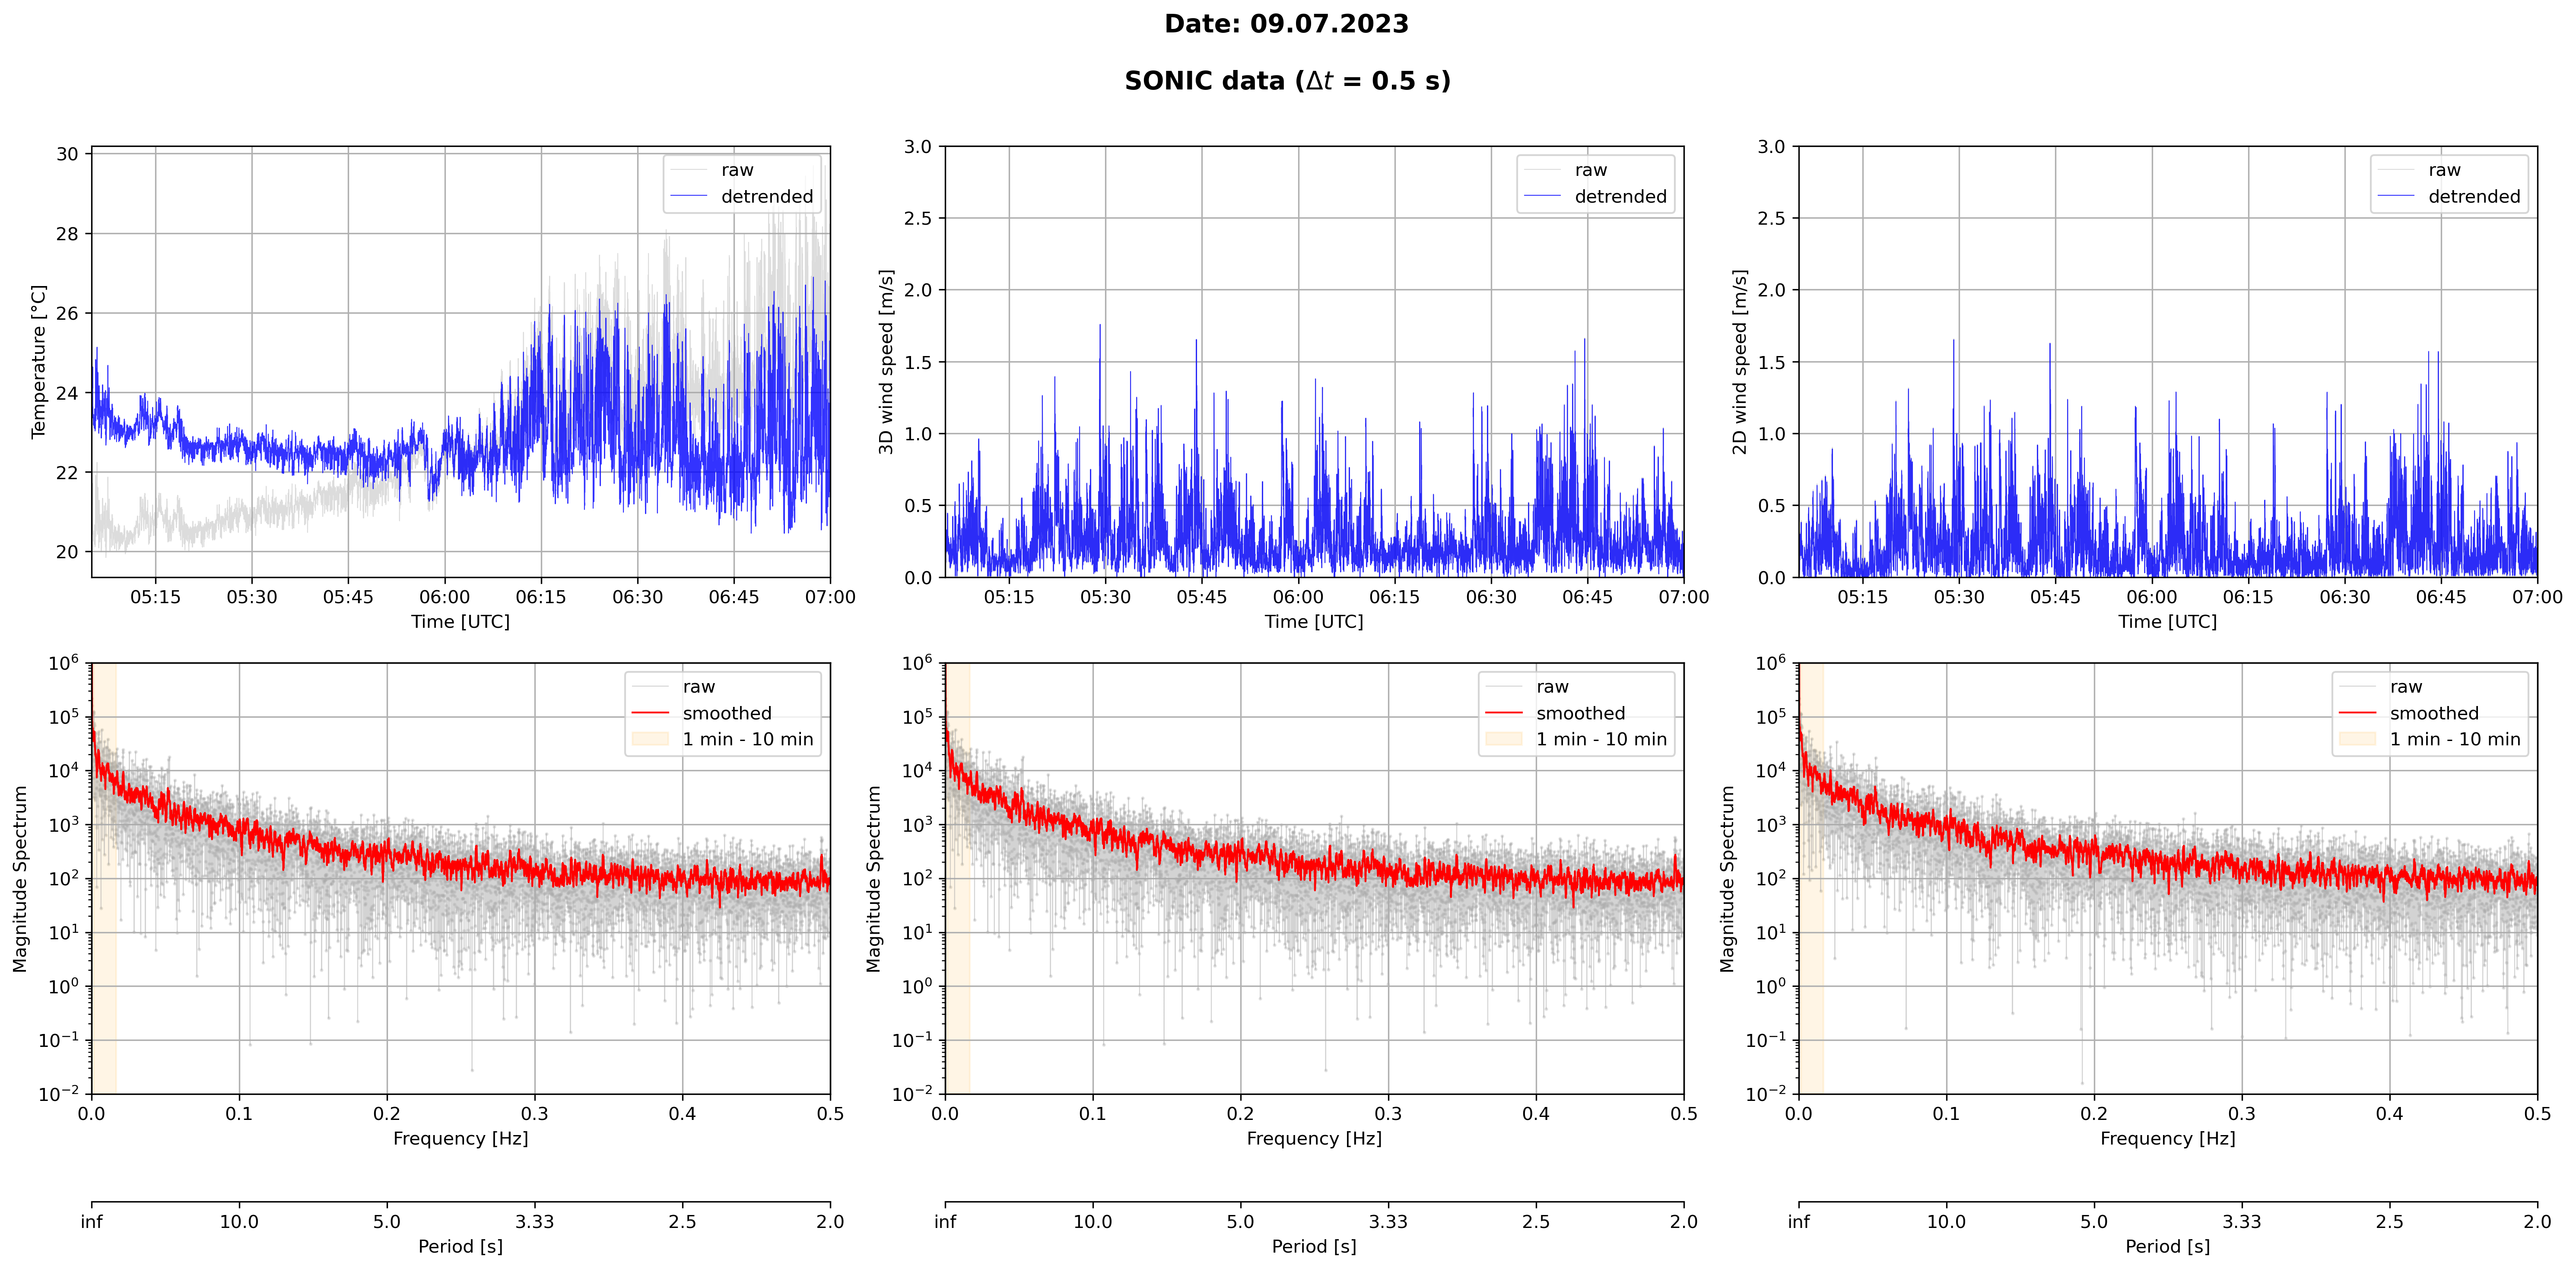 Date: 09.07.2023
SONIC data (Δt = 0.5 s)
30
28
26
24
22
20
Temperature [°C]
raw
detrended
05:15 05:30 05:45 06:00 06:15 06:30 06:45 07:00
Time [UTC]
3.0
2.5
2.0
1.5
1.0
0.5
0.0
3D wind speed [m/s]
raw
detrended
05:15 05:30 05:45 06:00 06:15 06:30 06:45 07:00
Time [UTC]
3.0
2.5
2.0
1.5
1.0
0.5
0.0
2D wind speed [m/s]
raw
detrended
05:15 05:30 05:45 06:00 06:15 06:30 06:45 07:00
Time [UTC]
10⁶
10⁵
10⁴
10³
10²
10¹
10⁰
10⁻¹
10⁻²
Magnitude Spectrum
raw
smoothed
1 min - 10 min
0.0 0.1 0.2 0.3 0.4 0.5
Frequency [Hz]
inf 10.0 5.0 3.33 2.5 2.0
Period [s]
10⁶
10⁵
10⁴
10³
10²
10¹
10⁰
10⁻¹
10⁻²
Magnitude Spectrum
raw
smoothed
1 min - 10 min
0.0 0.1 0.2 0.3 0.4 0.5
Frequency [Hz]
inf 10.0 5.0 3.33 2.5 2.0
Period [s]
10⁶
10⁵
10⁴
10³
10²
10¹
10⁰
10⁻¹
10⁻²
Magnitude Spectrum
raw
smoothed
1 min - 10 min
0.0 0.1 0.2 0.3 0.4 0.5
Frequency [Hz]
inf 10.0 5.0 3.33 2.5 2.0
Period [s]